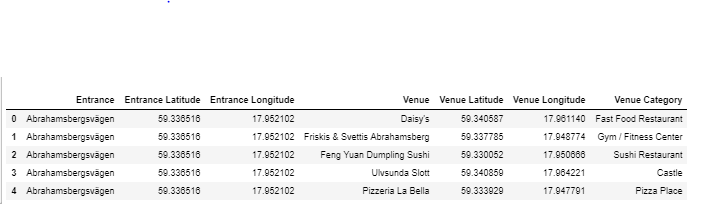 Entrance Entrance Latitude Entrance Longitude Venue Venue Latitude Venue Longitude Venue Category
0 Abrahamsbergsvägen 59.336516 17.952102 Daisy's 59.340587 17.961140 Fast Food Restaurant
1 Abrahamsbergsvägen 59.336516 17.952102 Friskis & Svettis Abrahamsberg 59.337785 17.948774 Gym / Fitness Center
2 Abrahamsbergsvägen 59.336516 17.952102 Feng Yuan Dumpling Sushi 59.330052 17.950666 Sushi Restaurant
3 Abrahamsbergsvägen 59.336516 17.952102 Ulvsunda Slott 59.340859 17.964221 Castle
4 Abrahamsbergsvägen 59.336516 17.952102 Pizzeria La Bella 59.333929 17.947791 Pizza Place